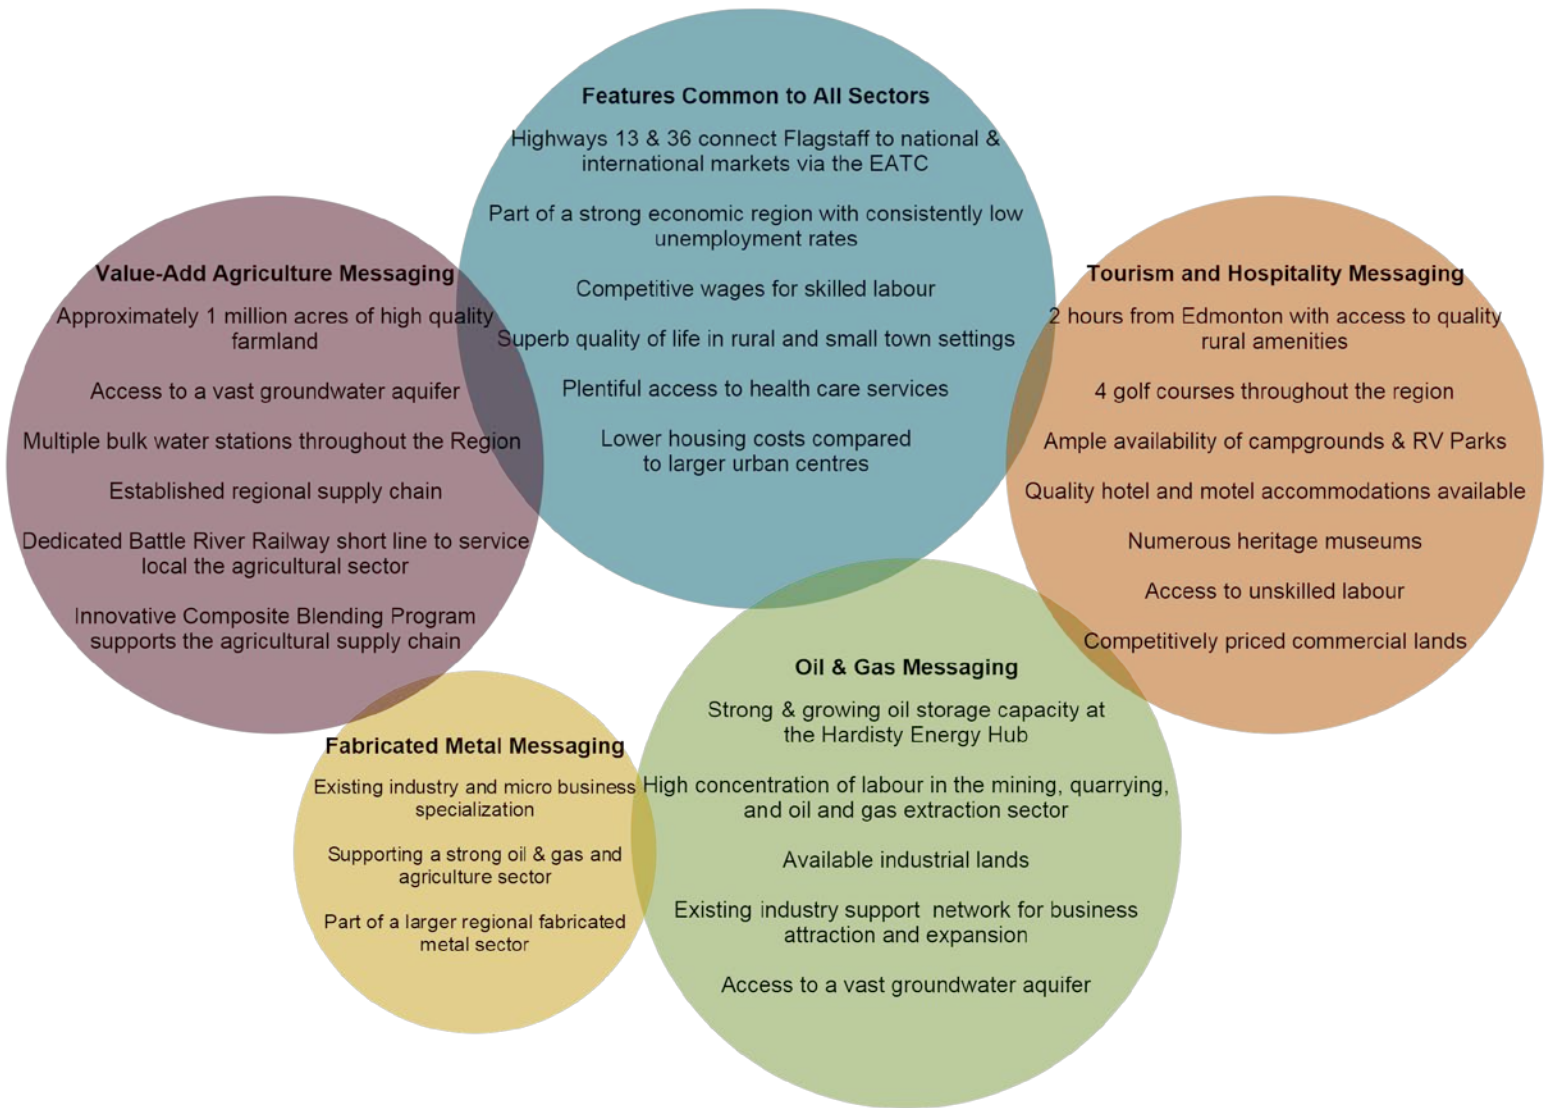 Features Common to All Sectors
Highways 13 & 36 connect Flagstaff to national &
international markets via the EATC
Part of a strong economic region with consistently low
unemployment rates
Competitive wages for skilled labour
Superb quality of life in rural and small town settings
Plentiful access to health care services
Lower housing costs compared
to larger urban centres
Value-Add Agriculture Messaging
Approximately 1 million acres of high quality
farmland
Access to a vast groundwater aquifer
Multiple bulk water stations throughout the Region
Established regional supply chain
Dedicated Battle River Railway short line to service
local the agricultural sector
Innovative Composite Blending Program
supports the agricultural supply chain
Tourism and Hospitality Messaging
2 hours from Edmonton with access to quality
rural amenities
4 golf courses throughout the region
Ample availability of campgrounds & RV Parks
Quality hotel and motel accommodations available
Numerous heritage museums
Access to unskilled labour
Competitively priced commercial lands
Fabricated Metal Messaging
Existing industry and micro business
specialization
Supporting a strong oil & gas and
agriculture sector
Part of a larger regional fabricated
metal sector
Oil & Gas Messaging
Strong & growing oil storage capacity at
the Hardisty Energy Hub
High concentration of labour in the mining, quarrying,
and oil and gas extraction sector
Available industrial lands
Existing industry support network for business
attraction and expansion
Access to a vast groundwater aquifer